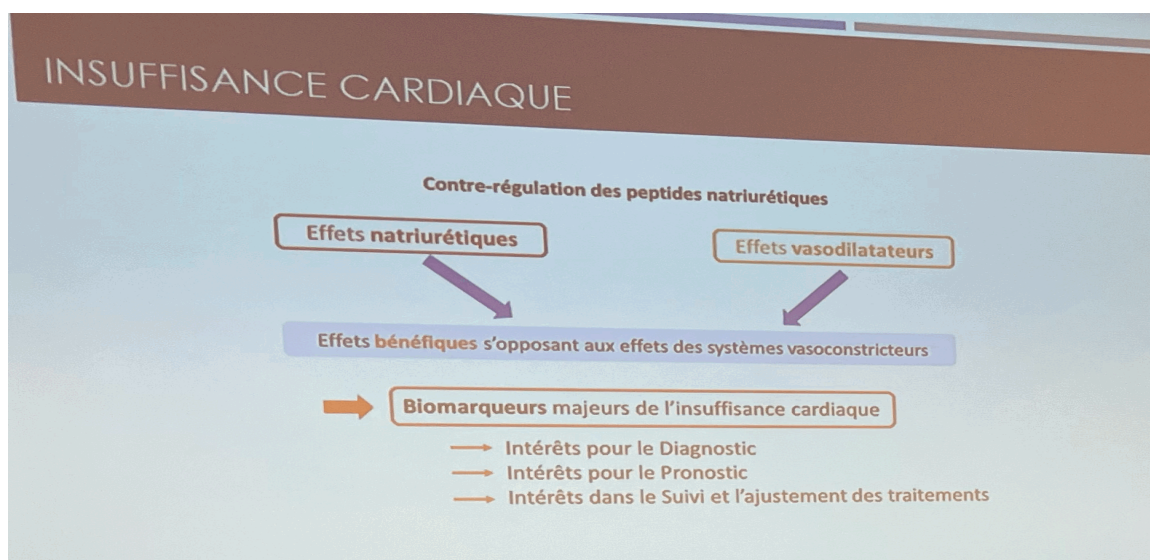 INSUFFISANCE CARDIAQUE
Contre-régulation des peptides natriurétiques
Effets natriurétiques
Effets vasodilatateurs
Effets bénéfiques s'opposant aux effets des systèmes vasoconstricteurs
Biomarqueurs majeurs de l'insuffisance cardiaque
Intérêts pour le Diagnostic
Intérêts pour le Pronostic
Intérêts dans le Suivi et l'ajustement des traitements